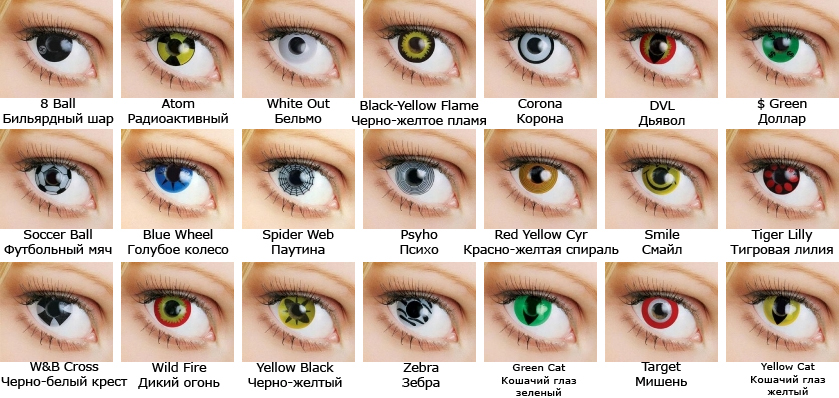 8 Ball
Бильярдный шар
Atom
Радиоактивный
White Out
Бельмо
Black-Yellow Flame
Черно-желтое пламя
Corona
Корона
DVL
Дьявол
$ Green
Доллар
Soccer Ball
Футбольный мяч
Blue Wheel
Голубое колесо
Spider Web
Паутина
Psyho
Психо
Red Yellow Cyr
Красно-желтая спираль
Smile
Смайл
Tiger Lilly
Тигровая лилия
W&B Cross
Черно-белый крест
Wild Fire
Дикий огонь
Yellow Black
Черно-желтый
Zebra
Зебра
Green Cat
Кошачий глаз
зеленый
Target
Мишень
Yellow Cat
Кошачий глаз
желтый